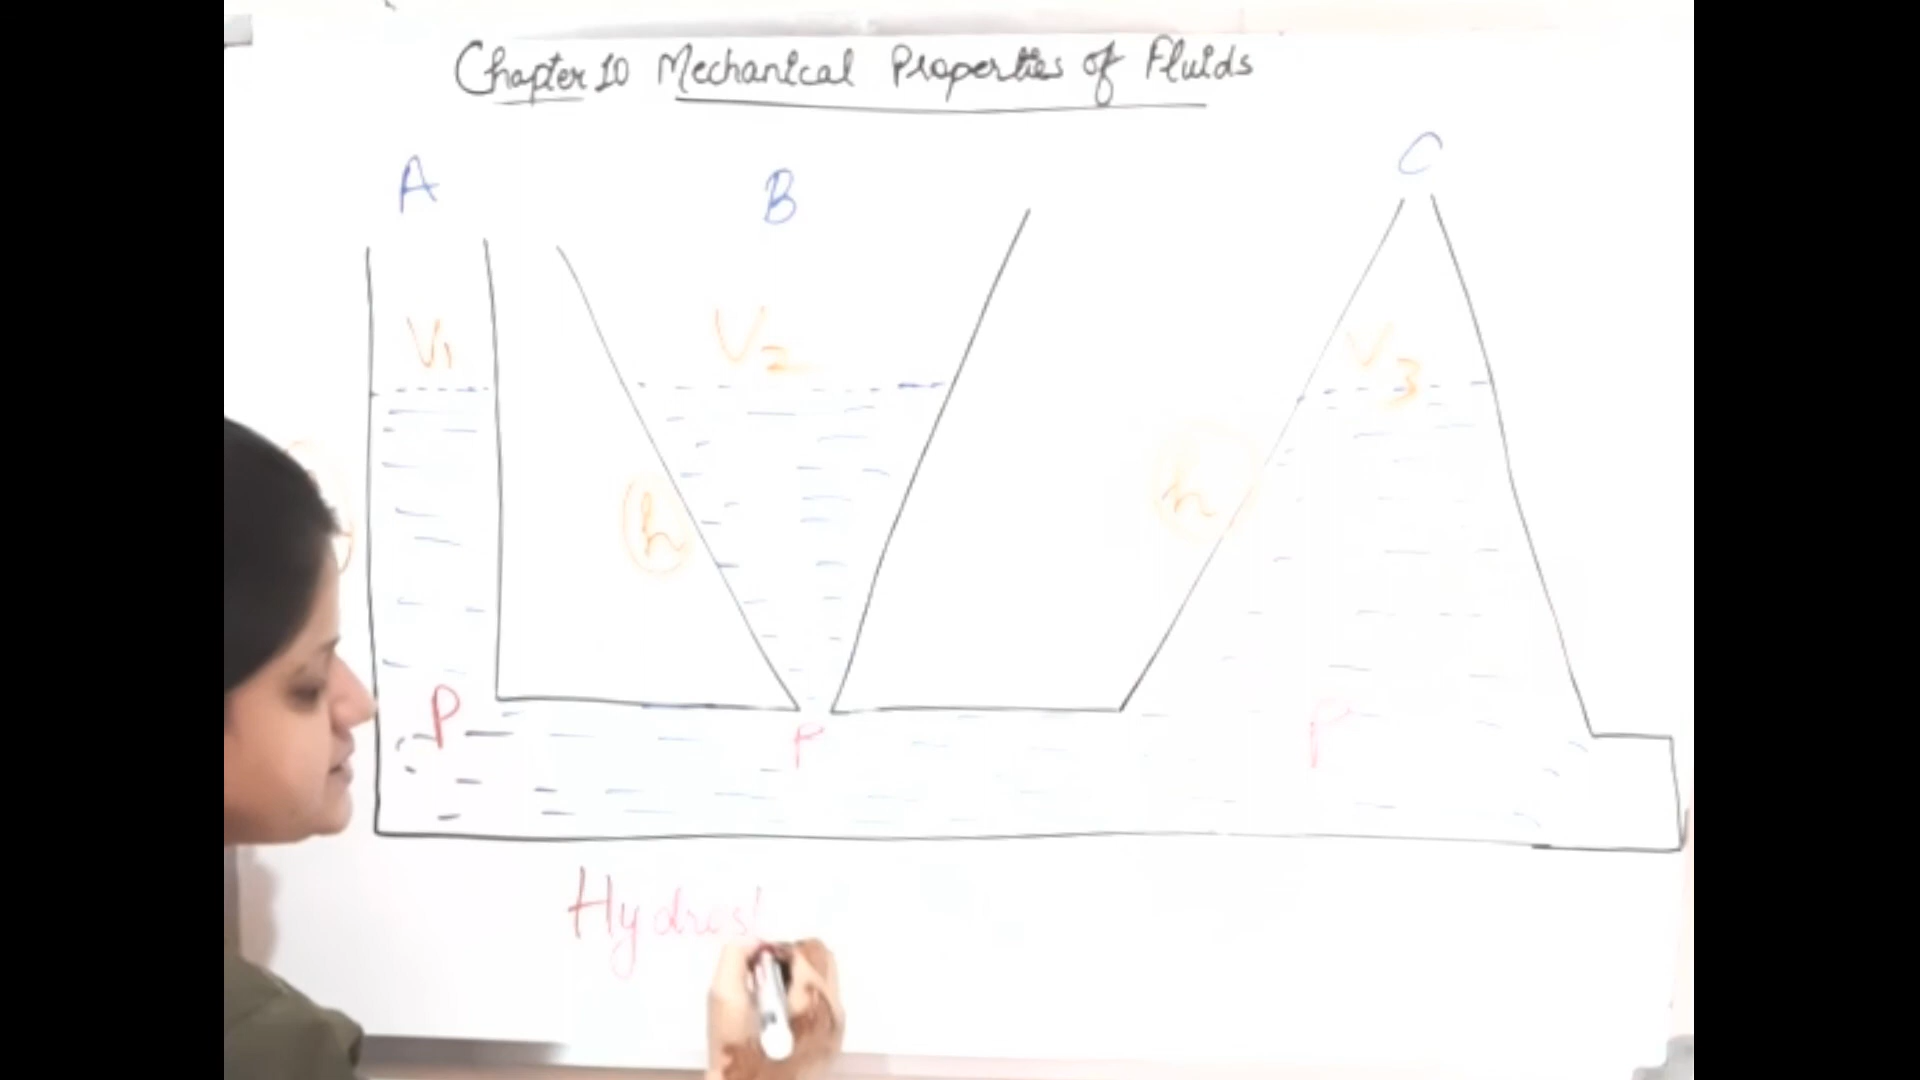 Chapter 10 Mechanical Properties of Fluids
A B C
V1 V2 V3
h h
P P P
Hydrost